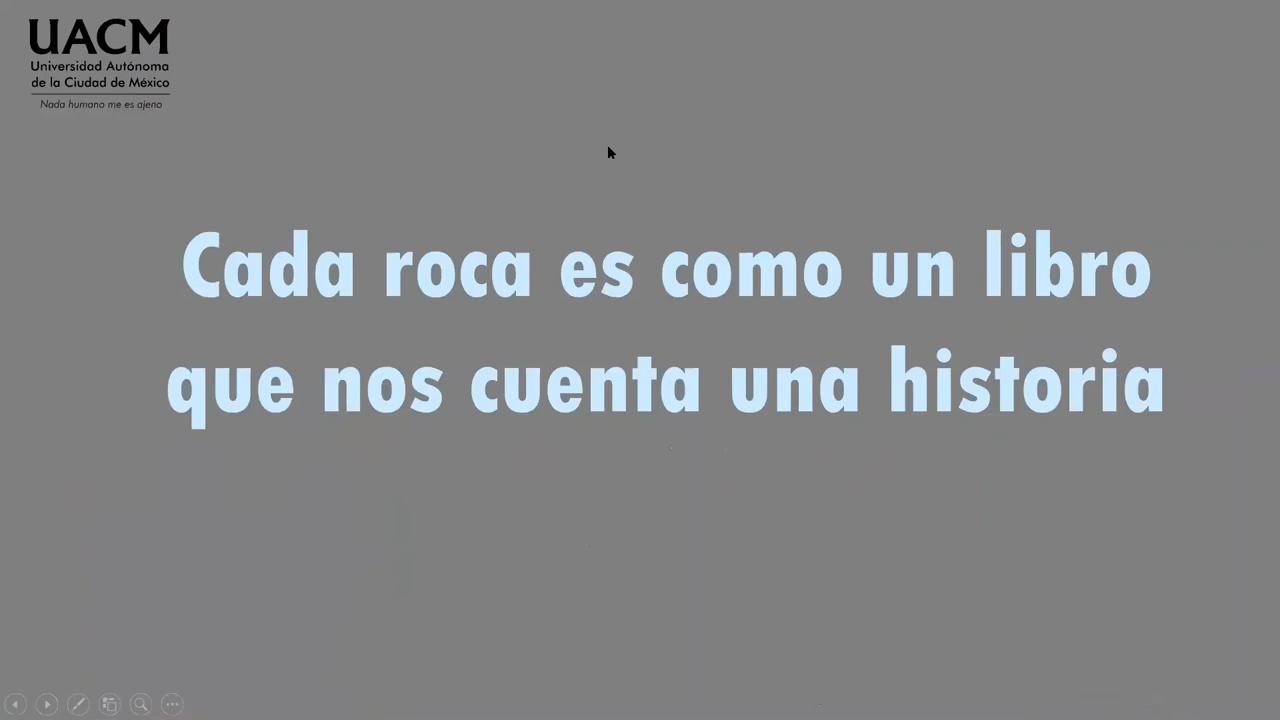 UACM
Universidad Autónoma
de la Ciudad de México
Nada humano me es ajeno
Cada roca es como un libro
que nos cuenta una historia